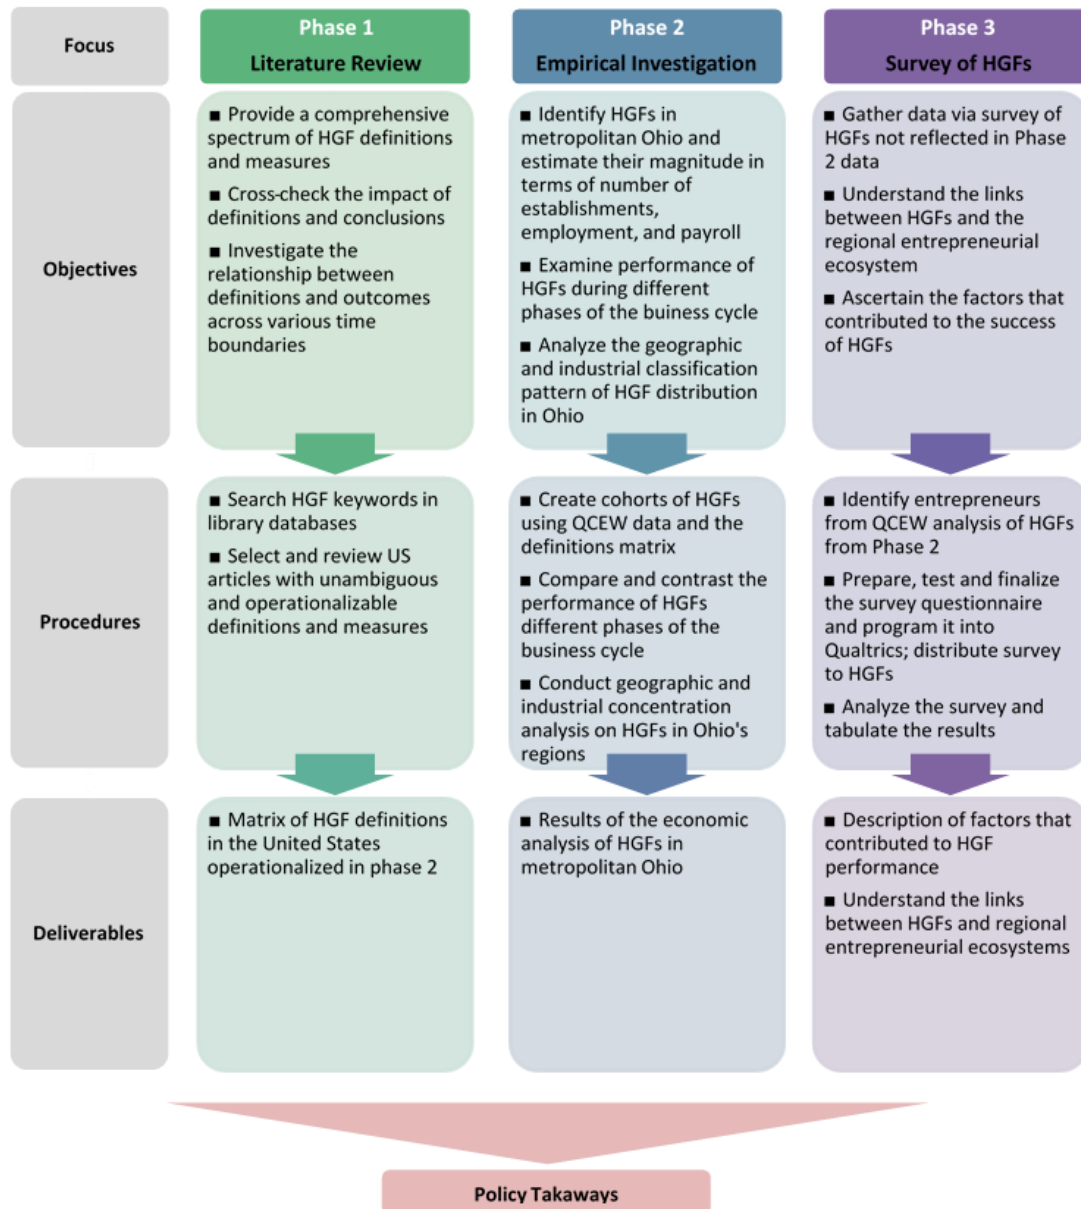 Focus
Phase 1
Literature Review
Phase 2
Empirical Investigation
Phase 3
Survey of HGFs
Objectives
■ Provide a comprehensive
spectrum of HGF definitions
and measures
■ Cross-check the impact of
definitions and conclusions
■ Investigate the
relationship between
definitions and outcomes
across various time
boundaries
■ Identify HGFs in
metropolitan Ohio and
estimate their magnitude in
terms of number of
establishments,
employment, and payroll
■ Examine performance of
HGFs during different
phases of the buiness cycle
■ Analyze the geographic
and industrial classification
pattern of HGF distribution
in Ohio
■ Gather data via survey of
HGFs not reflected in Phase
2 data
■ Understand the links
between HGFs and the
regional entrepreneurial
ecosystem
■ Ascertain the factors that
contributed to the success
of HGFs
Procedures
■ Search HGF keywords in
library databases
■ Select and review US
articles with unambiguous
and operationalizable
definitions and measures
■ Create cohorts of HGFs
using QCEW data and the
definitions matrix
■ Compare and contrast the
performance of HGFs
different phases of the
business cycle
■ Conduct geographic and
industrial concentration
analysis on HGFs in Ohio's
regions
■ Identify entrepreneurs
from QCEW analysis of HGFs
from Phase 2
■ Prepare, test and finalize
the survey questionnaire
and program it into
Qualtrics; distribute survey
to HGFs
■ Analyze the survey and
tabulate the results
Deliverables
■ Matrix of HGF definitions
in the United States
operationalized in phase 2
■ Results of the economic
analysis of HGFs in
metropolitan Ohio
■ Description of factors that
contributed to HGF
performance
■ Understand the links
between HGFs and regional
entrepreneurial ecosystems
Policy Takaways